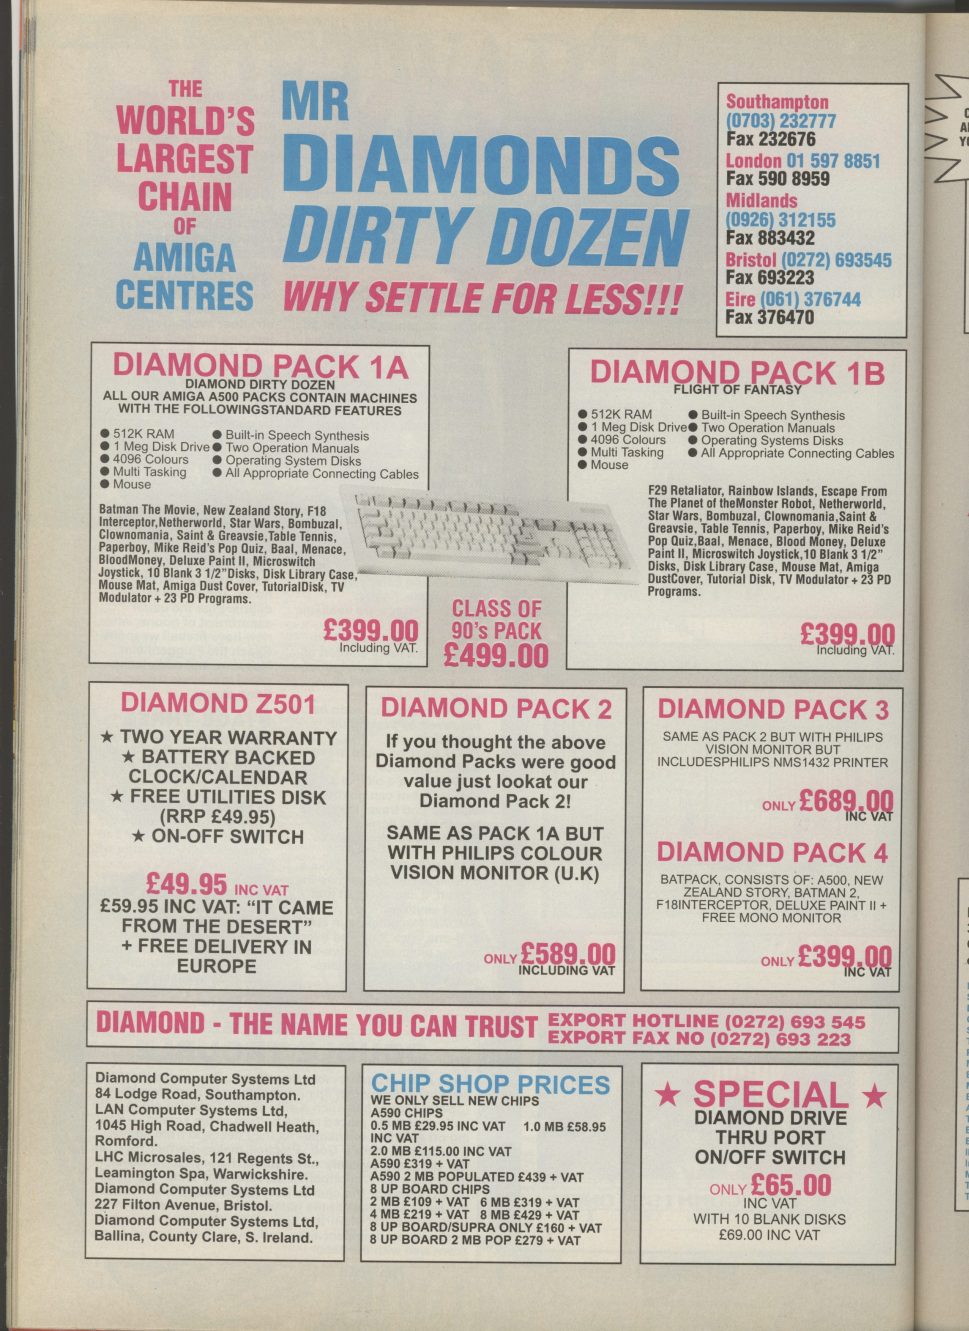 THE
WORLD'S
LARGEST
CHAIN
OF
AMIGA
CENTRES
MR
DIAMONDS
DIRTY DOZEN
WHY SETTLE FOR LESS!!!
Southampton
(0703) 232777
Fax 232676
London 01 597 8851
Fax 590 8959
Midlands
(0926) 312155
Fax 883432
Bristol (0272) 693545
Fax 693223
Eire (061) 376744
Fax 376470
DIAMOND PACK 1A
DIAMOND DIRTY DOZEN
ALL OUR AMIGA A500 PACKS CONTAIN MACHINES
WITH THE FOLLOWINGSTANDARD FEATURES
● 512K RAM
● 1 Meg Disk Drive
● 4096 Colours
● Multi Tasking
● Mouse
● Built-in Speech Synthesis
● Two Operation Manuals
● Operating System Disks
● All Appropriate Connecting Cables
Batman The Movie, New Zealand Story, F18
Interceptor,Netherworld, Star Wars, Bombuzal,
Clownomania, Saint & Greavsie,Table Tennis,
Paperboy, Mike Reid's Pop Quiz, Baal, Menace,
BloodMoney, Deluxe Paint II, Microswitch
Joystick, 10 Blank 3 1/2"Disks, Disk Library Case,
Mouse Mat, Amiga Dust Cover, TutorialDisk, TV
Modulator + 23 PD Programs.
£399.00
Including VAT.
CLASS OF
90's PACK
£499.00
DIAMOND PACK 1B
FLIGHT OF FANTASY
● 512K RAM
● 1 Meg Disk Drive
● 4096 Colours
● Multi Tasking
● Mouse
● Built-in Speech Synthesis
● Two Operation Manuals
● Operating Systems Disks
● All Appropriate Connecting Cables
F29 Retaliator, Rainbow Islands, Escape From
The Planet of theMonster Robot, Netherworld,
Star Wars, Bombuzal, Clownomania,Saint &
Greavsie, Table Tennis, Paperboy, Mike Reid's
Pop Quiz,Baal, Menace, Blood Money, Deluxe
Paint II, Microswitch Joystick,10 Blank 3 1/2"
Disks, Disk Library Case, Mouse Mat, Amiga
DustCover, Tutorial Disk, TV Modulator + 23 PD
Programs.
£399.00
Including VAT.
DIAMOND Z501
★ TWO YEAR WARRANTY
★ BATTERY BACKED
CLOCK/CALENDAR
★ FREE UTILITIES DISK
(RRP £49.95)
★ ON-OFF SWITCH
£49.95 INC VAT
£59.95 INC VAT: "IT CAME
FROM THE DESERT"
+ FREE DELIVERY IN
EUROPE
DIAMOND PACK 2
If you thought the above
Diamond Packs were good
value just lookat our
Diamond Pack 2!
SAME AS PACK 1A BUT
WITH PHILIPS COLOUR
VISION MONITOR (U.K)
ONLY £589.00
INCLUDING VAT
DIAMOND PACK 3
SAME AS PACK 2 BUT WITH PHILIPS
VISION MONITOR BUT
INCLUDESPHILIPS NMS1432 PRINTER
ONLY £689.00
INC VAT
DIAMOND PACK 4
BATPACK, CONSISTS OF: A500, NEW
ZEALAND STORY, BATMAN 2,
F18INTERCEPTOR, DELUXE PAINT II +
FREE MONO MONITOR
ONLY £399.00
INC VAT
DIAMOND - THE NAME YOU CAN TRUST
EXPORT HOTLINE (0272) 693 545
EXPORT FAX NO (0272) 693 223
Diamond Computer Systems Ltd
84 Lodge Road, Southampton.
LAN Computer Systems Ltd,
1045 High Road, Chadwell Heath,
Romford.
LHC Microsales, 121 Regents St.,
Leamington Spa, Warwickshire.
Diamond Computer Systems Ltd
227 Filton Avenue, Bristol.
Diamond Computer Systems Ltd,
Ballina, County Clare, S. Ireland.
CHIP SHOP PRICES
WE ONLY SELL NEW CHIPS
A590 CHIPS
0.5 MB £29.95 INC VAT 1.0 MB £58.95
INC VAT
2.0 MB £115.00 INC VAT
A590 £319 + VAT
A590 2 MB POPULATED £439 + VAT
8 UP BOARD CHIPS
2 MB £109 + VAT 6 MB £319 + VAT
4 MB £219 + VAT 8 MB £429 + VAT
8 UP BOARD/SUPRA ONLY £160 + VAT
8 UP BOARD 2 MB POP £279 + VAT
★ SPECIAL ★
DIAMOND DRIVE
THRU PORT
ON/OFF SWITCH
ONLY £65.00
INC VAT
WITH 10 BLANK DISKS
£69.00 INC VAT